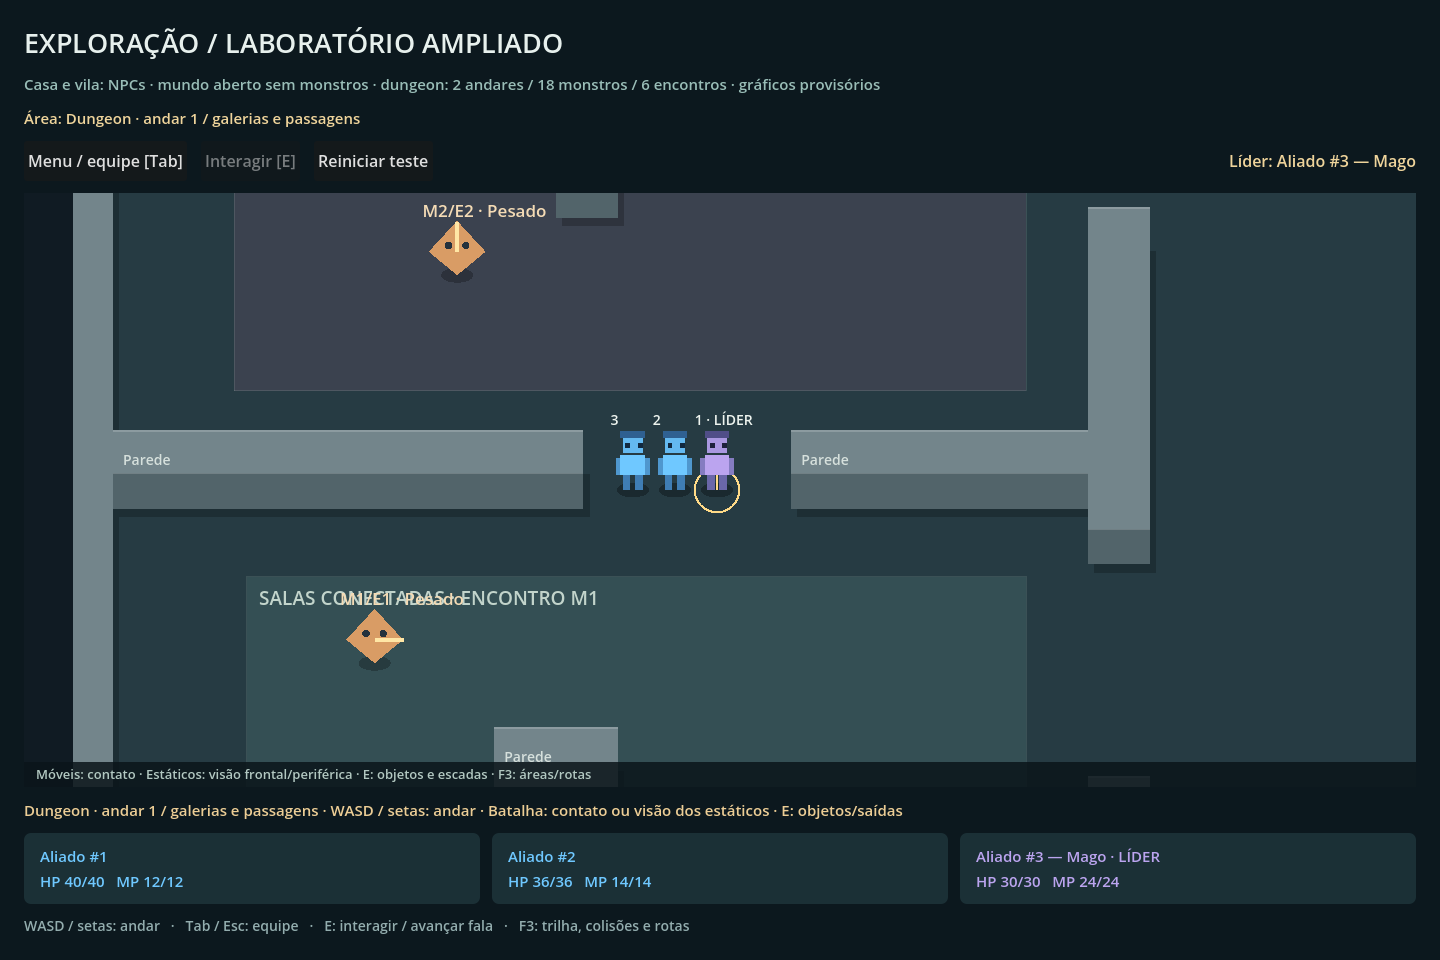 EXPLORAÇÃO / LABORATÓRIO AMPLIADO
Casa e vila: NPCs · mundo aberto sem monstros · dungeon: 2 andares / 18 monstros / 6 encontros · gráficos provisórios
Área: Dungeon · andar 1 / galerias e passagens
Menu / equipe [Tab] Interagir [E] Reiniciar teste Líder: Aliado #3 — Mago
M2/E2 · Pesado
3 2 1 · LÍDER
Parede Parede
SALAS CONECTADAS · ENCONTRO M1
M1/E1 · Pesado
Parede
Móveis: contato · Estáticos: visão frontal/periférica · E: objetos e escadas · F3: áreas/rotas
Dungeon · andar 1 / galerias e passagens · WASD / setas: andar · Batalha: contato ou visão dos estáticos · E: objetos/saídas
Aliado #1 Aliado #2 Aliado #3 — Mago · LÍDER
HP 40/40 MP 12/12 HP 36/36 MP 14/14 HP 30/30 MP 24/24
WASD / setas: andar · Tab / Esc: equipe · E: interagir / avançar fala · F3: trilha, colisões e rotas